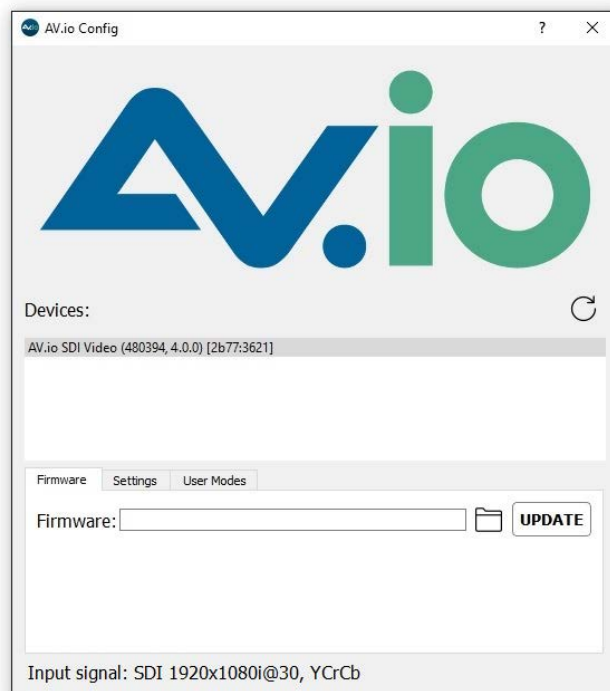 AV.io Config ? ×
AV.io
Devices:
AV.io SDI Video (480394, 4.0.0) [2b77:3621]
Firmware Settings User Modes
Firmware: UPDATE
Input signal: SDI 1920x1080i@30, YCrCb